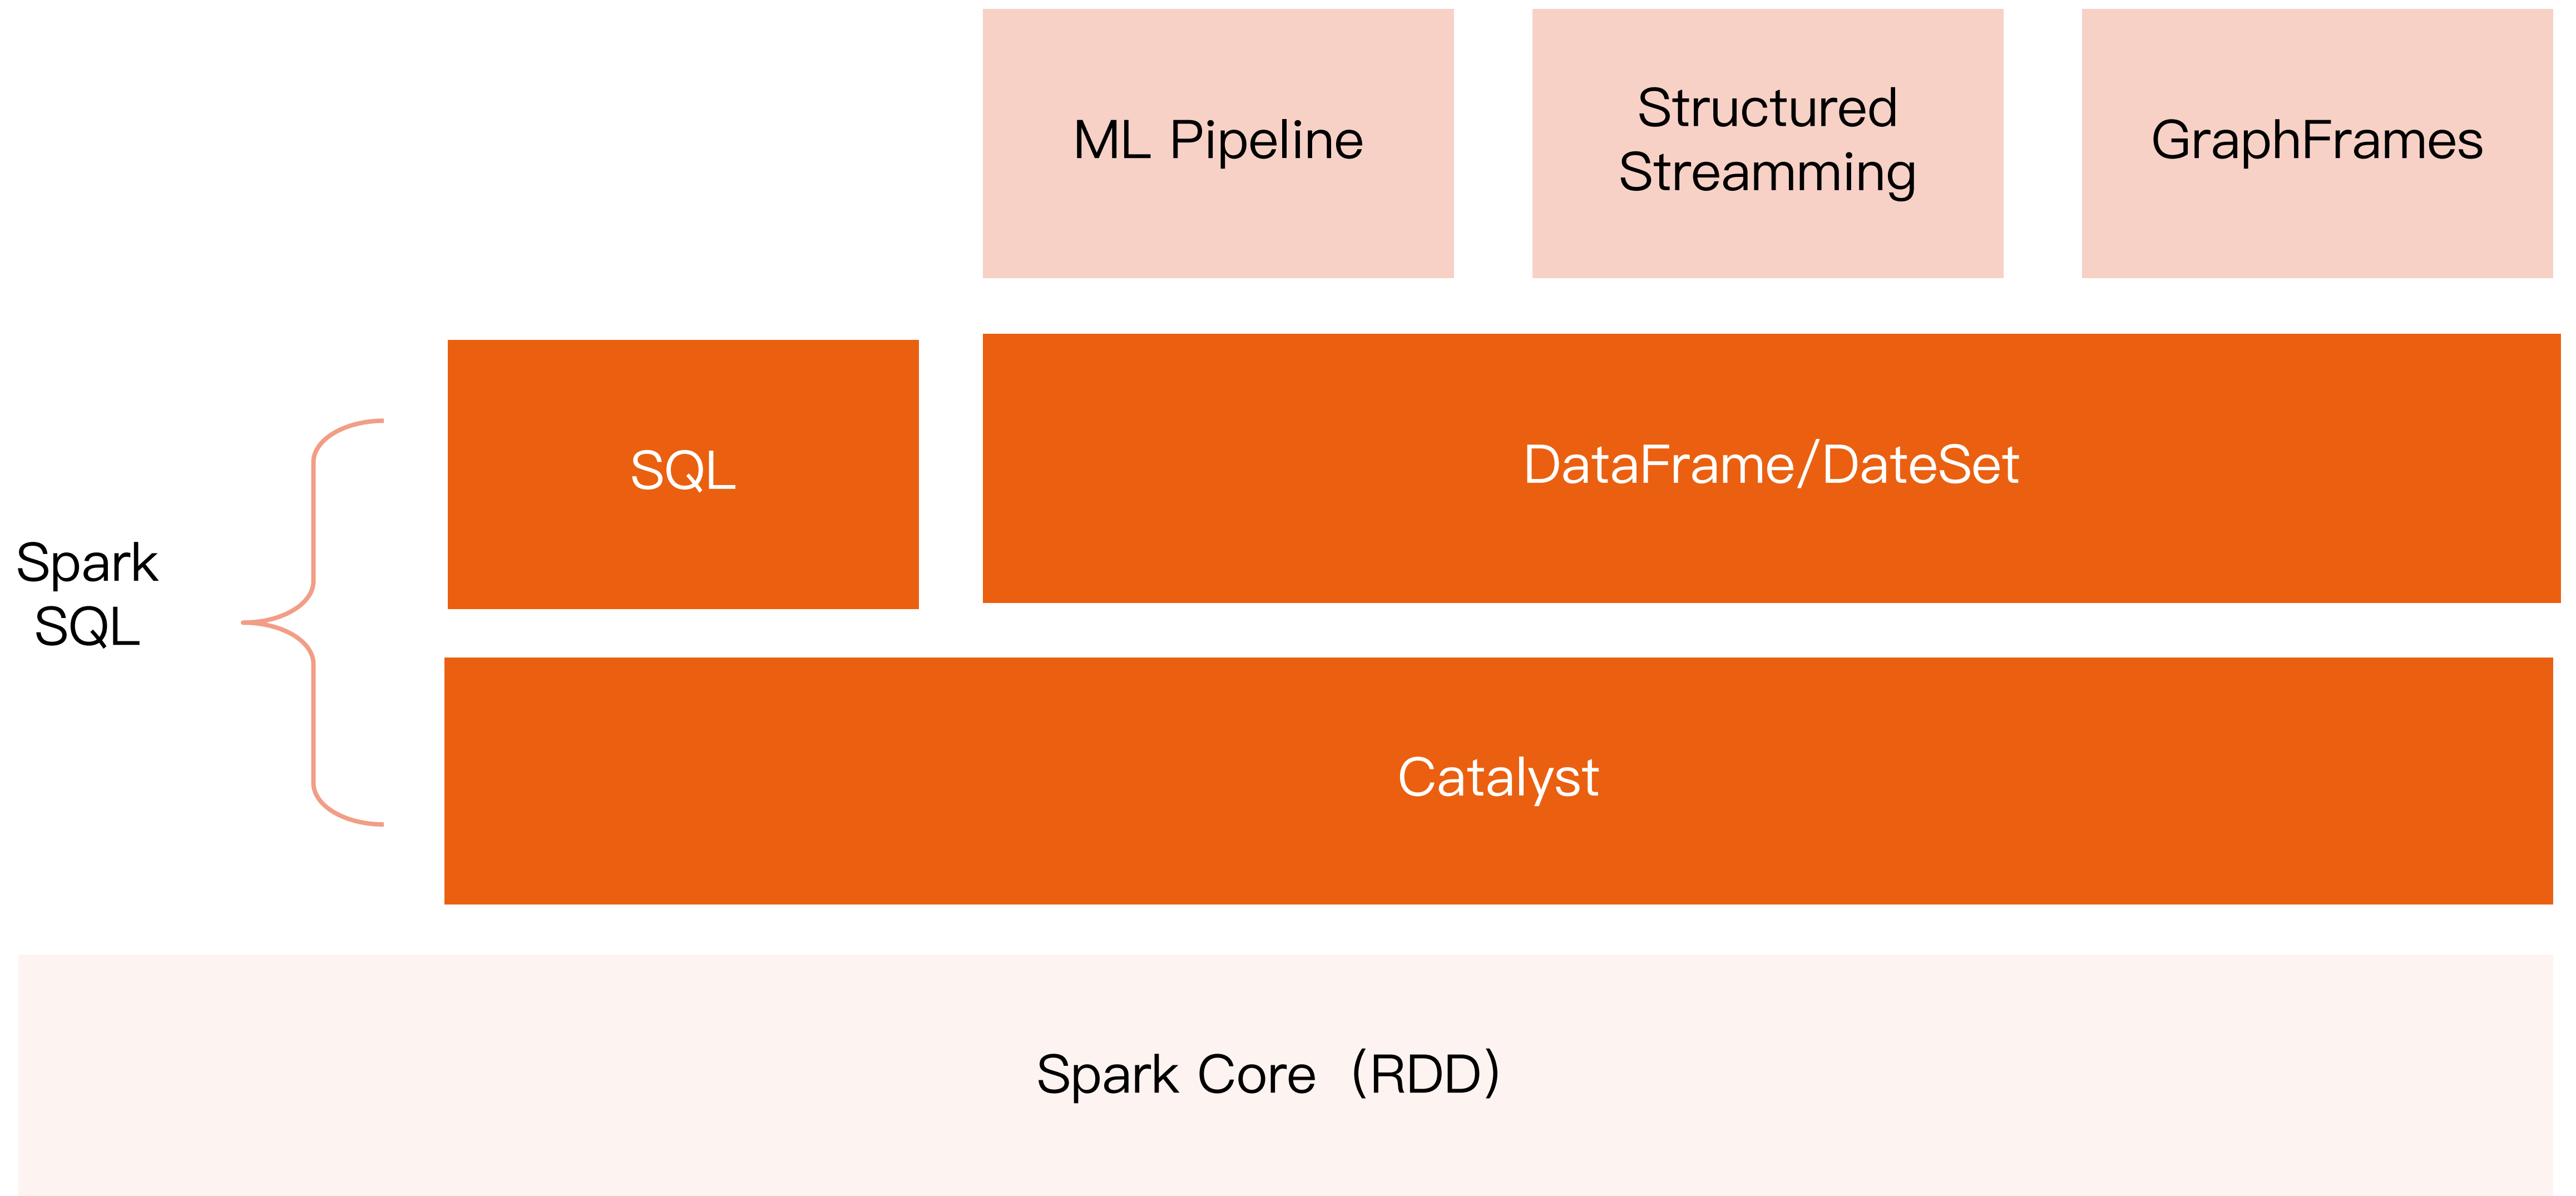 ML Pipeline
Structured
Streamming
GraphFrames
SQL
DataFrame/DateSet
Spark
SQL
Catalyst
Spark Core（RDD）